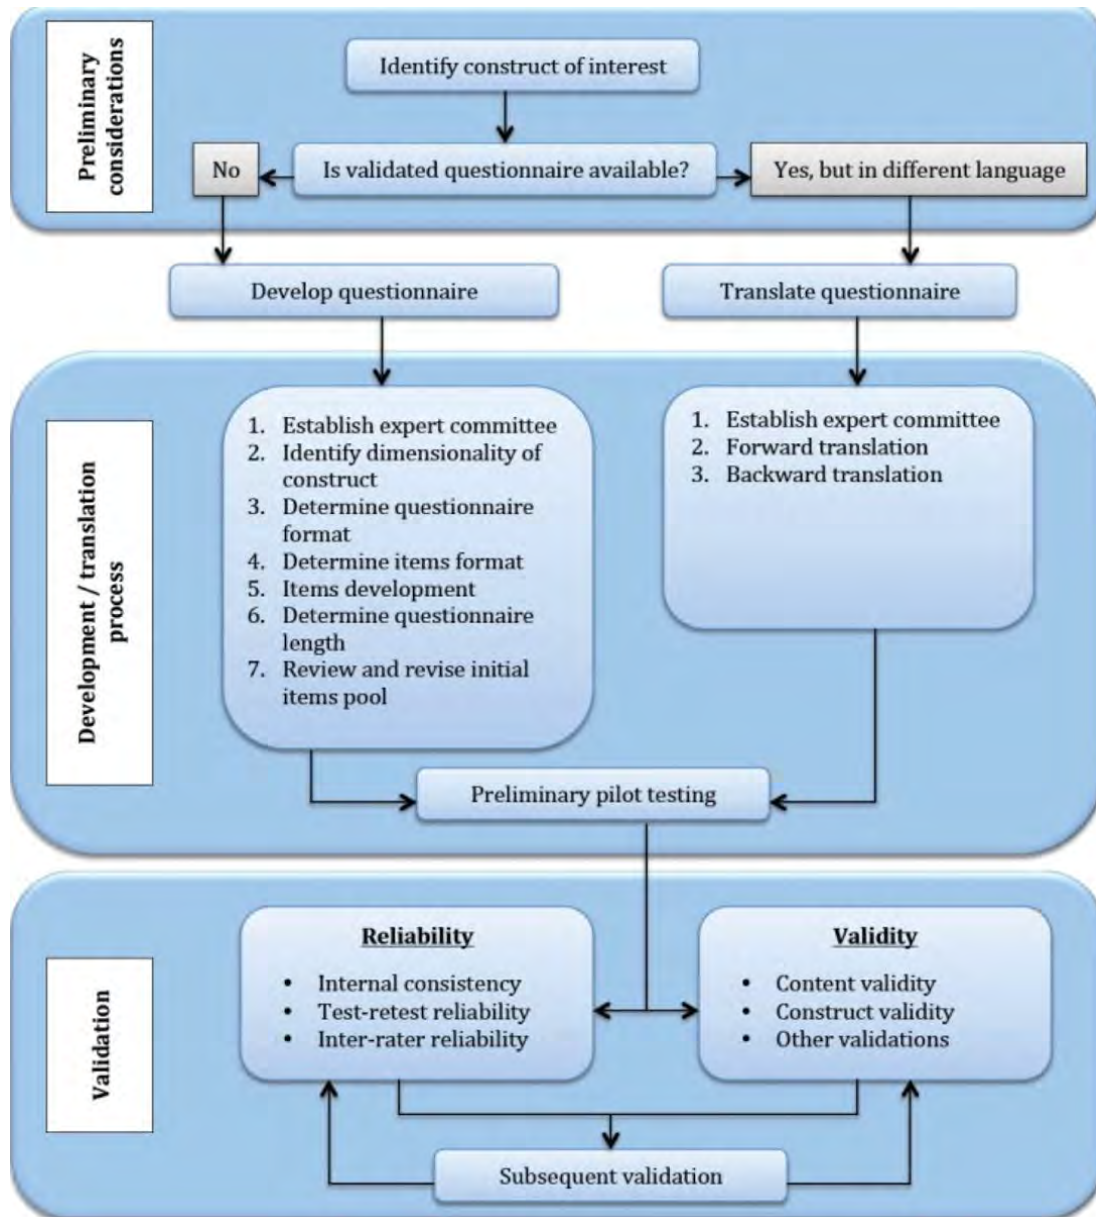 Preliminary
considerations
Identify construct of interest
No
Is validated questionnaire available?
Yes, but in different language
Develop questionnaire
Translate questionnaire
Development / translation
process
1. Establish expert committee
2. Identify dimensionality of
construct
3. Determine questionnaire
format
4. Determine items format
5. Items development
6. Determine questionnaire
length
7. Review and revise initial
items pool
1. Establish expert committee
2. Forward translation
3. Backward translation
Preliminary pilot testing
Validation
Reliability
• Internal consistency
• Test-retest reliability
• Inter-rater reliability
Validity
• Content validity
• Construct validity
• Other validations
Subsequent validation